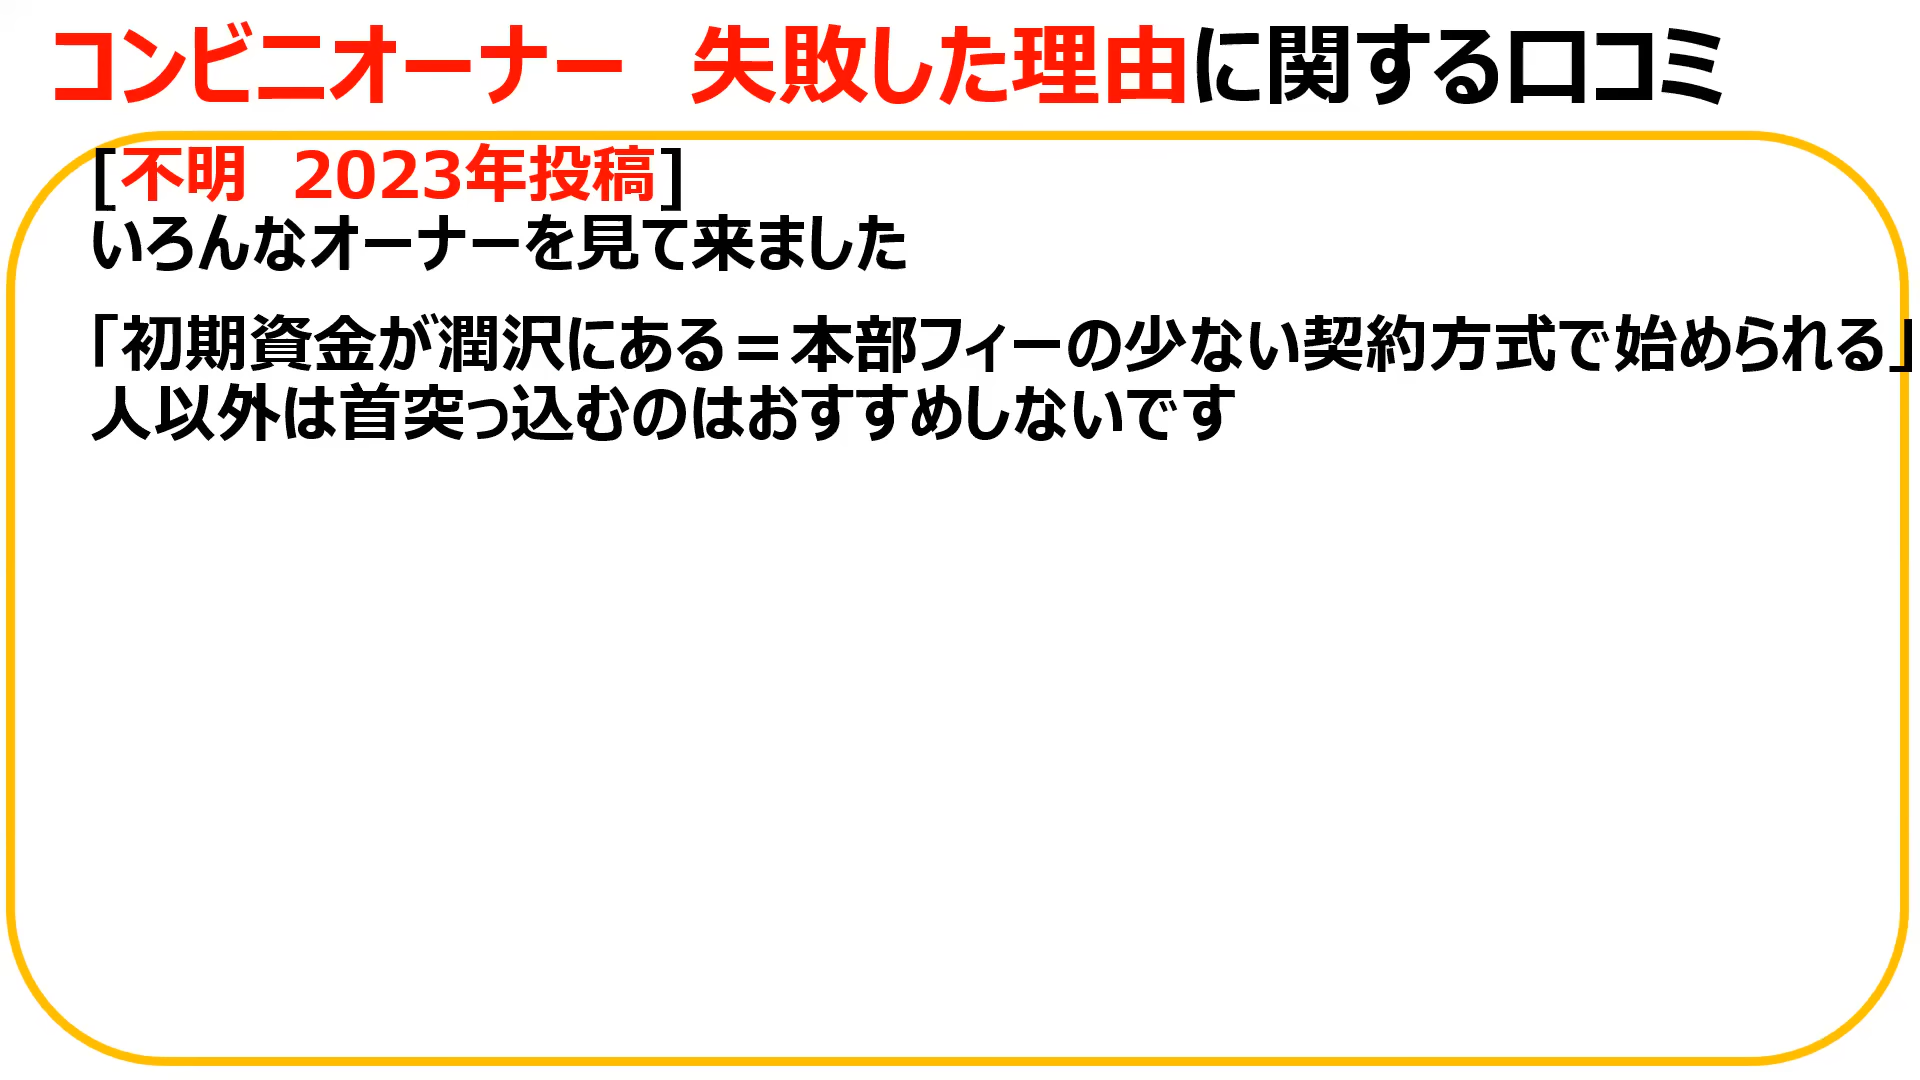 コンビニオーナー　失敗した理由に関する口コミ
[不明　2023年投稿]
いろんなオーナーを見て来ました
「初期資金が潤沢にある＝本部フィーの少ない契約方式で始められる」
人以外は首突っ込むのはおすすめしないです